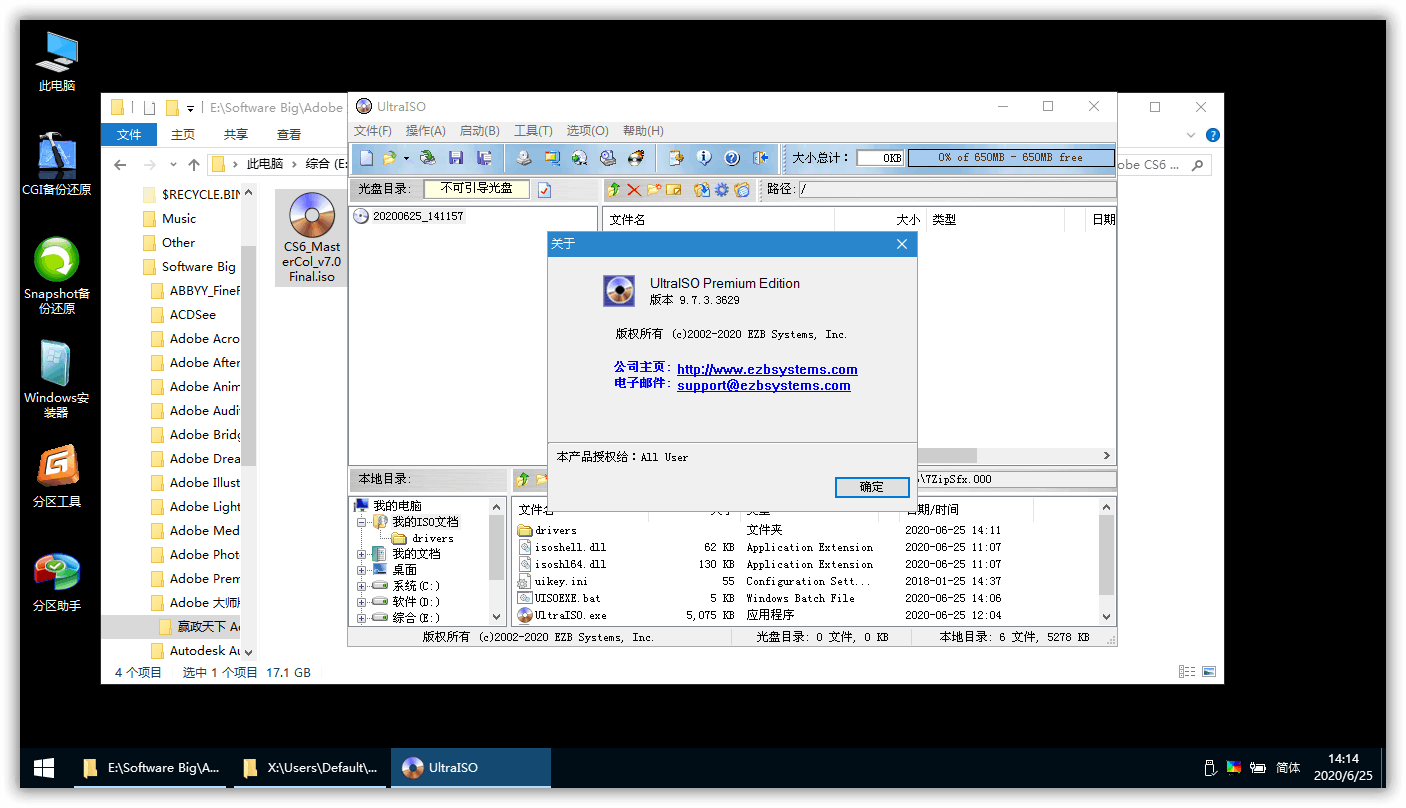 此电脑
CGI备份还原
Snapshot备
份还原
Windows安
装器
分区工具
分区助手
E:\Software Big\Adobe
文件 主页 共享 查看
此电脑 综合 (E:
obe CS6 ...
$RECYCLE.BIN
Music
Other
Software Big
ABBYY_FineF
ACDSee
Adobe Acro
Adobe After
Adobe Anim
Adobe Audi
Adobe Bridg
Adobe Drea
Adobe Illust
Adobe Light
Adobe Med
Adobe Phot
Adobe Prem
Adobe 大师版
赢政天下 Ad
Autodesk Au
CS6_Mast
erCol_v7.0
Final.iso
4 个项目 选中 1 个项目 17.1 GB
UltraISO
文件(F) 操作(A) 启动(B) 工具(T) 选项(O) 帮助(H)
大小总计： 0KB 0% of 650MB - 650MB free
光盘目录: 不可引导光盘 路径: /
20200625_141157
文件名 大小 类型 日期
关于
UltraISO Premium Edition
版本 9.7.3.3629
版权所有 (c)2002-2020 EZB Systems, Inc.
公司主页: http://www.ezbsystems.com
电子邮件: support@ezbsystems.com
本产品授权给：All User
确定
本地目录: \7ZipSfx.000
我的电脑
我的ISO文档
drivers
我的文档
桌面
系统(C:)
软件(D:)
综合(E:)
文件名 大小 类型 日期/时间
drivers 文件夹 2020-06-25 14:11
isoshell.dll 62 KB Application Extension 2020-06-25 11:07
isoshl64.dll 130 KB Application Extension 2020-06-25 11:07
uikey.ini 55 Configuration Sett... 2018-01-25 14:37
UISOEXE.bat 5 KB Windows Batch File 2020-06-25 14:06
UltraISO.exe 5,075 KB 应用程序 2020-06-25 12:04
版权所有 (c)2002-2020 EZB Systems, Inc. 光盘目录: 0 文件, 0 KB 本地目录: 6 文件, 5278 KB
E:\Software Big\A...
X:\Users\Default\...
UltraISO
简体
14:14
2020/6/25